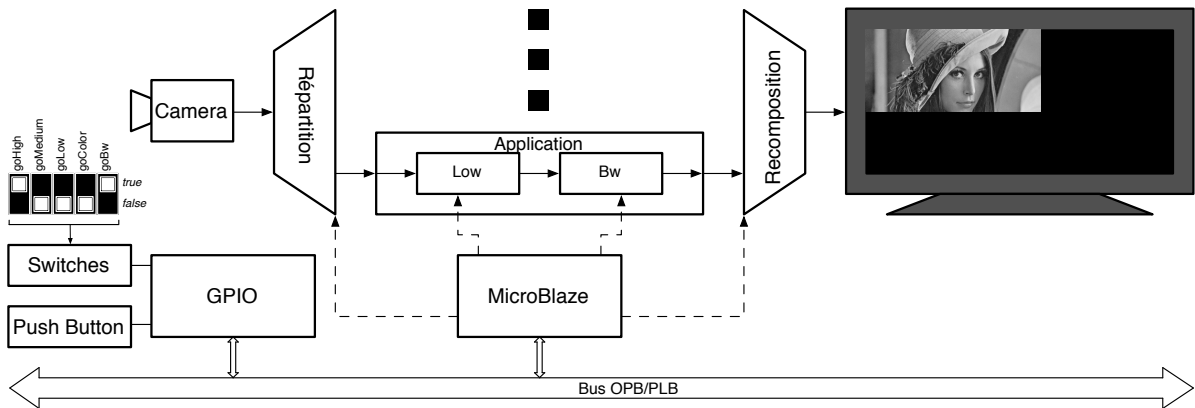 Camera
Répartition
Application
Low
Bw
Recomposition
goHigh
goMedium
goLow
goColor
goBw
true
false
Switches
Push Button
GPIO
MicroBlaze
Bus OPB/PLB